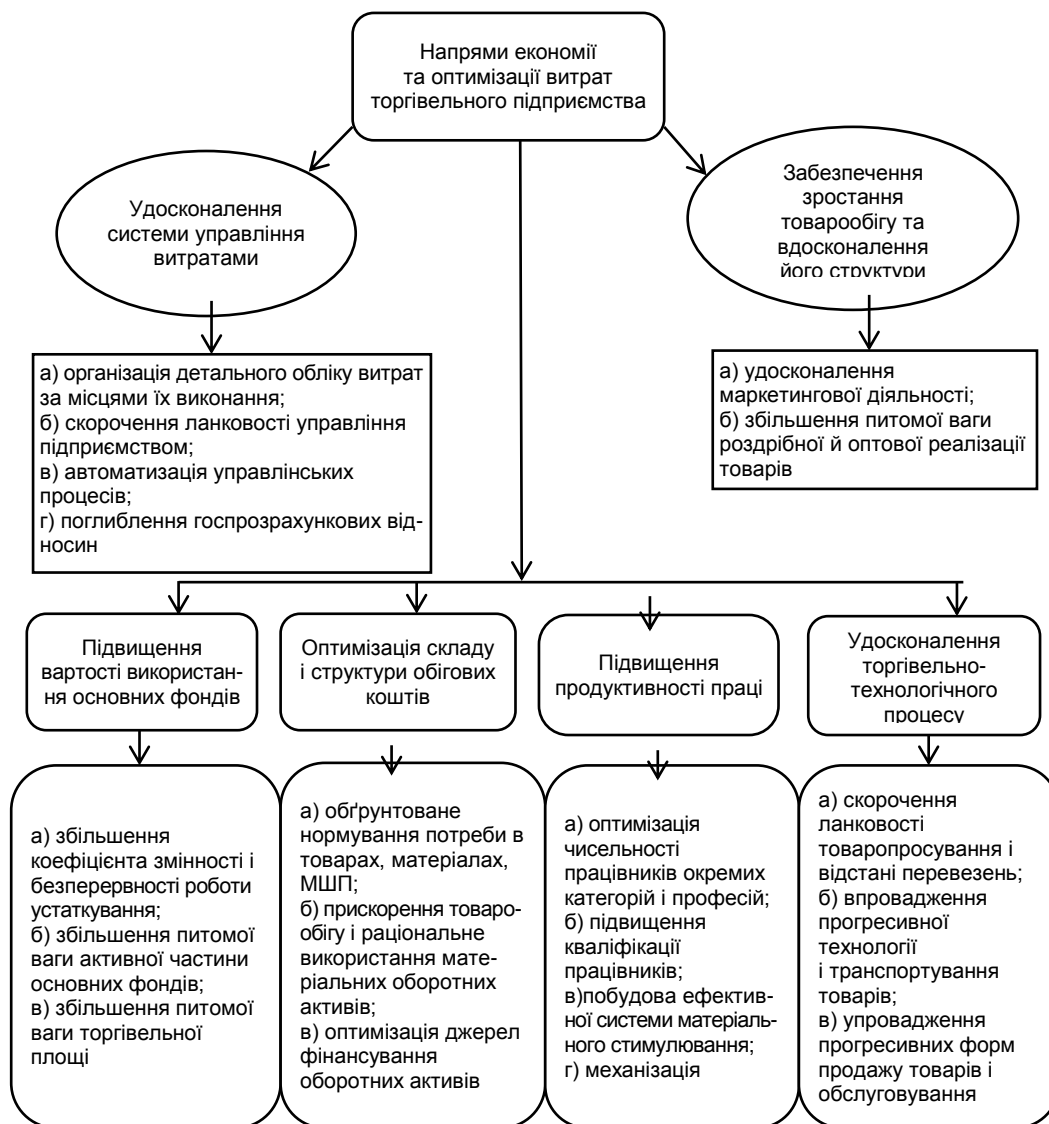 Напрями економії
та оптимізації витрат
торгівельного підприємства
Удосконалення
системи управління
витратами
Забезпечення
зростання
товарообігу та
вдосконалення
його структури
а) організація детального обліку витрат
за місцями їх виконання;
б) скорочення ланковості управління
підприємством;
в) автоматизація управлінських
процесів;
г) поглиблення госпрозрахункових від-
носин
а) удосконалення
маркетингової діяльності;
б) збільшення питомої ваги
роздрібної й оптової реалізації
товарів
Підвищення
вартості використан-
ня основних фондів
Оптимізація складу
і структури обігових
коштів
Підвищення
продуктивності праці
Удосконалення
торгівельно-
технологічного
процесу
а) збільшення
коефіцієнта змінності і
безперервності роботи
устаткування;
б) збільшення питомої
ваги активної частини
основних фондів;
в) збільшення питомої
ваги торгівельної
площі
а) обґрунтоване
нормування потреби в
товарах, матеріалах,
МШП;
б) прискорення товаро-
обігу і раціональне
використання мате-
ріальних оборотних
активів;
в) оптимізація джерел
фінансування
оборотних активів
а) оптимізація
чисельності
працівників окремих
категорій і професій;
б) підвищення
кваліфікації
працівників;
в)побудова ефектив-
ної системи матеріаль-
ного стимулювання;
г) механізація
а) скорочення
ланковості
товаропросування і
відстані перевезень;
б) впровадження
прогресивної
технології
і транспортування
товарів;
в) упровадження
прогресивних форм
продажу товарів і
обслуговування